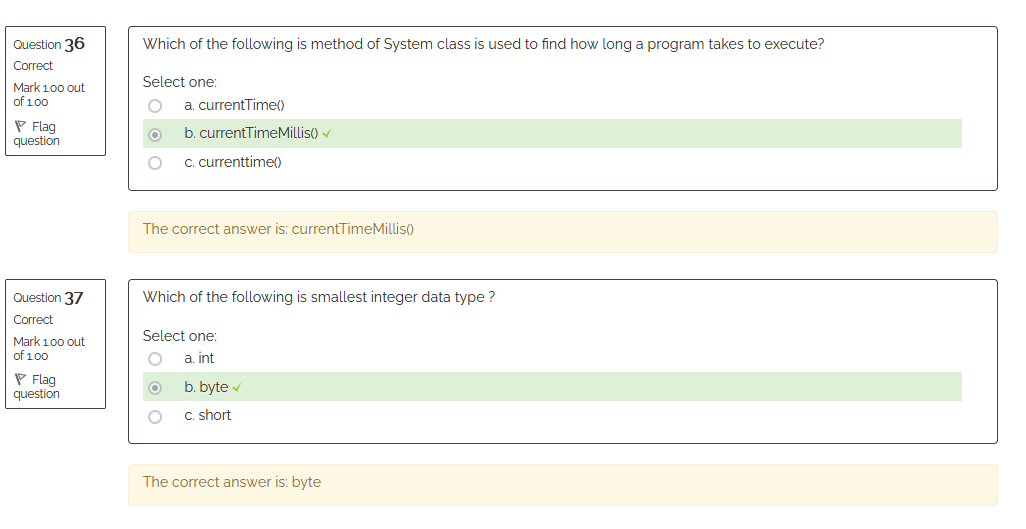 Question 36
Correct
Mark 1.00 out
of 1.00
Flag
question
Which of the following is method of System class is used to find how long a program takes to execute?
Select one:
a. currentTime()
b. currentTimeMillis()
c. currenttime()
The correct answer is: currentTimeMillis()
Question 37
Correct
Mark 1.00 out
of 1.00
Flag
question
Which of the following is smallest integer data type ?
Select one:
a. int
b. byte
c. short
The correct answer is: byte